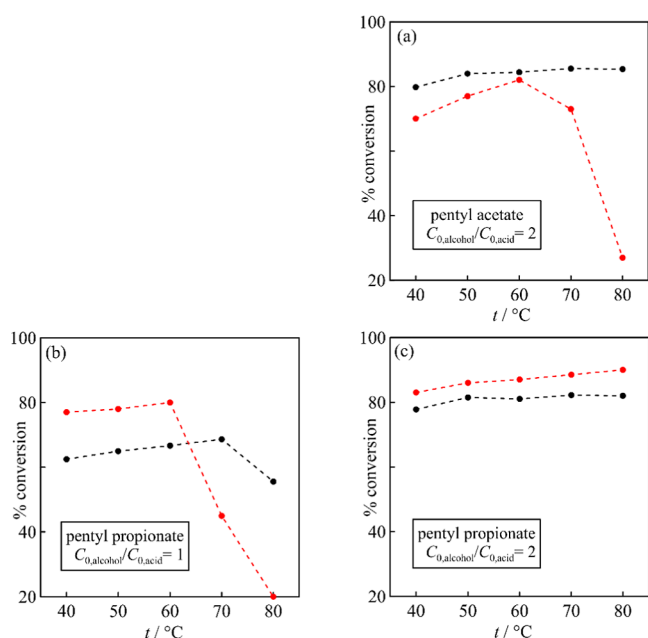 (a)
100
80
40
20
% conversion
pentyl acetate
C0,alcohol/C0,acid= 2
40 50 60 70 80
t / °C
(b)
100
80
40
20
% conversion
pentyl propionate
C0,alcohol/C0,acid= 1
40 50 60 70 80
t / °C
(c)
100
80
40
20
% conversion
pentyl propionate
C0,alcohol/C0,acid= 2
40 50 60 70 80
t / °C